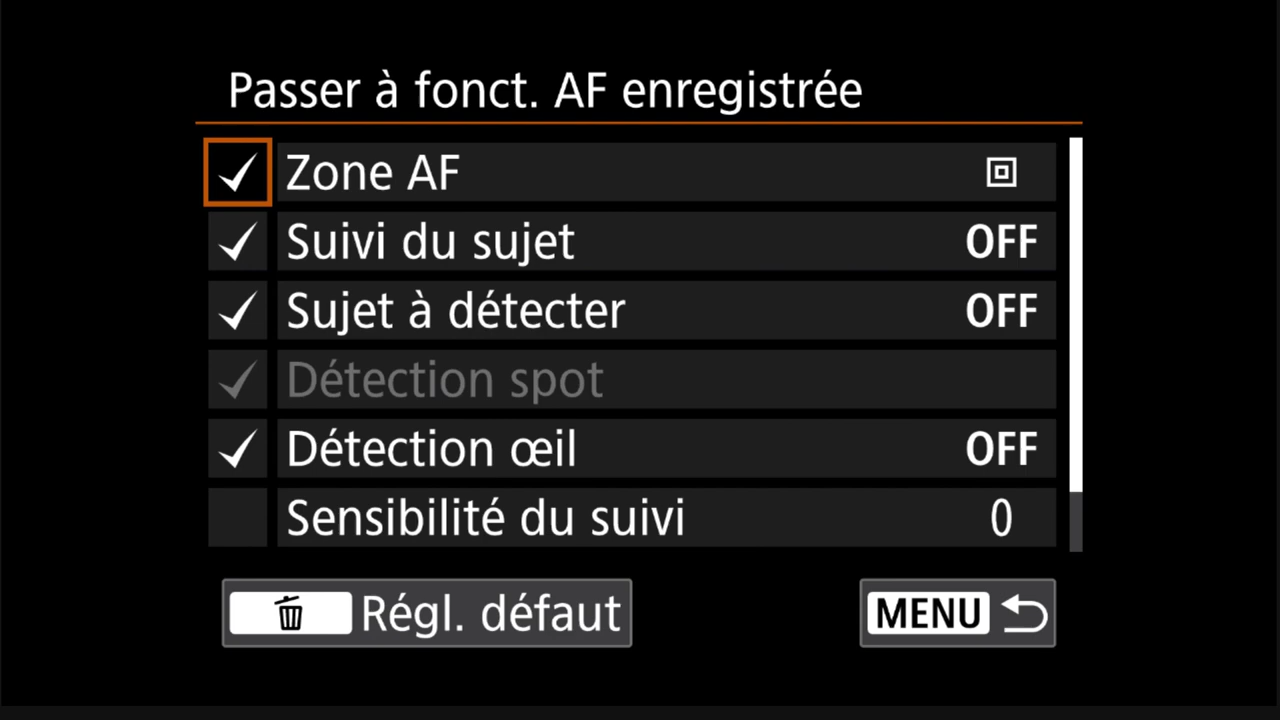 Passer à fonct. AF enregistrée
Zone AF
Suivi du sujet OFF
Sujet à détecter OFF
Détection spot
Détection œil OFF
Sensibilité du suivi 0
Régl. défaut MENU